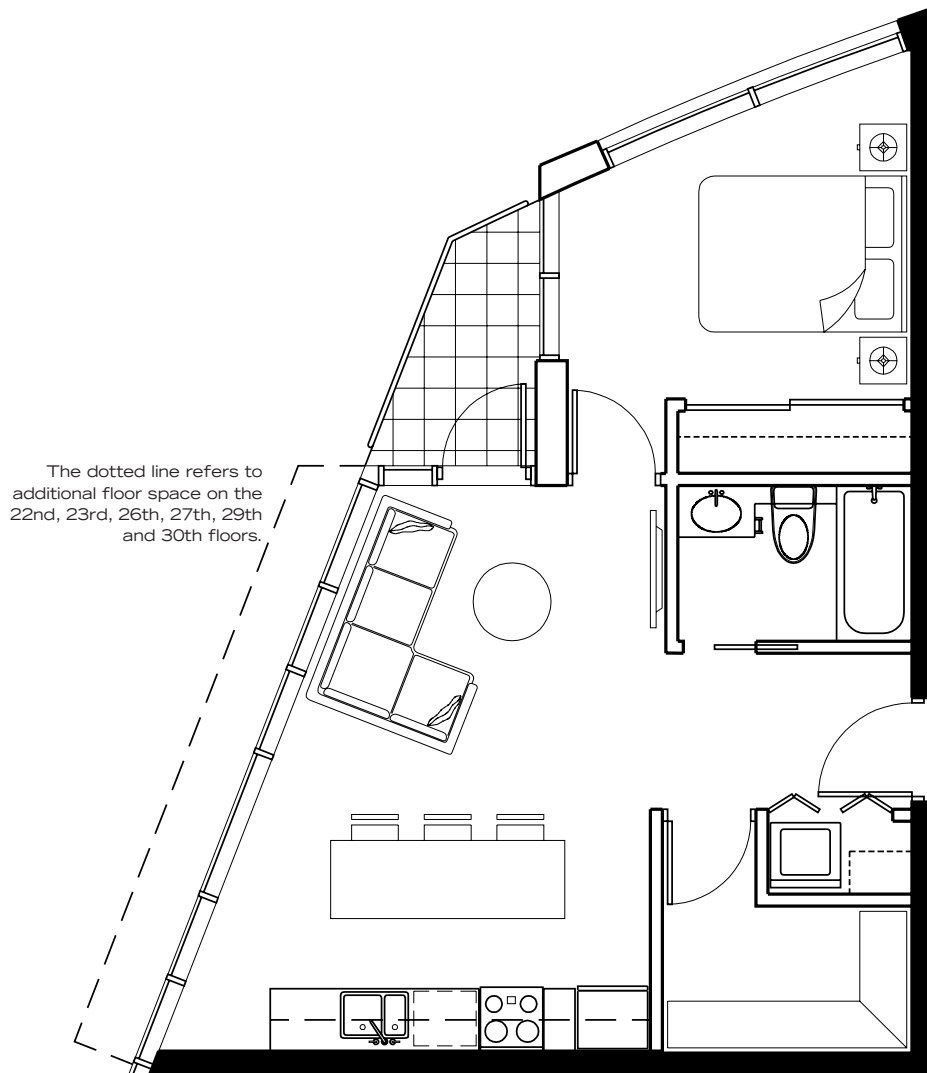 The dotted line refers to
additional floor space on the
22nd, 23rd, 26th, 27th, 29th
and 30th floors.